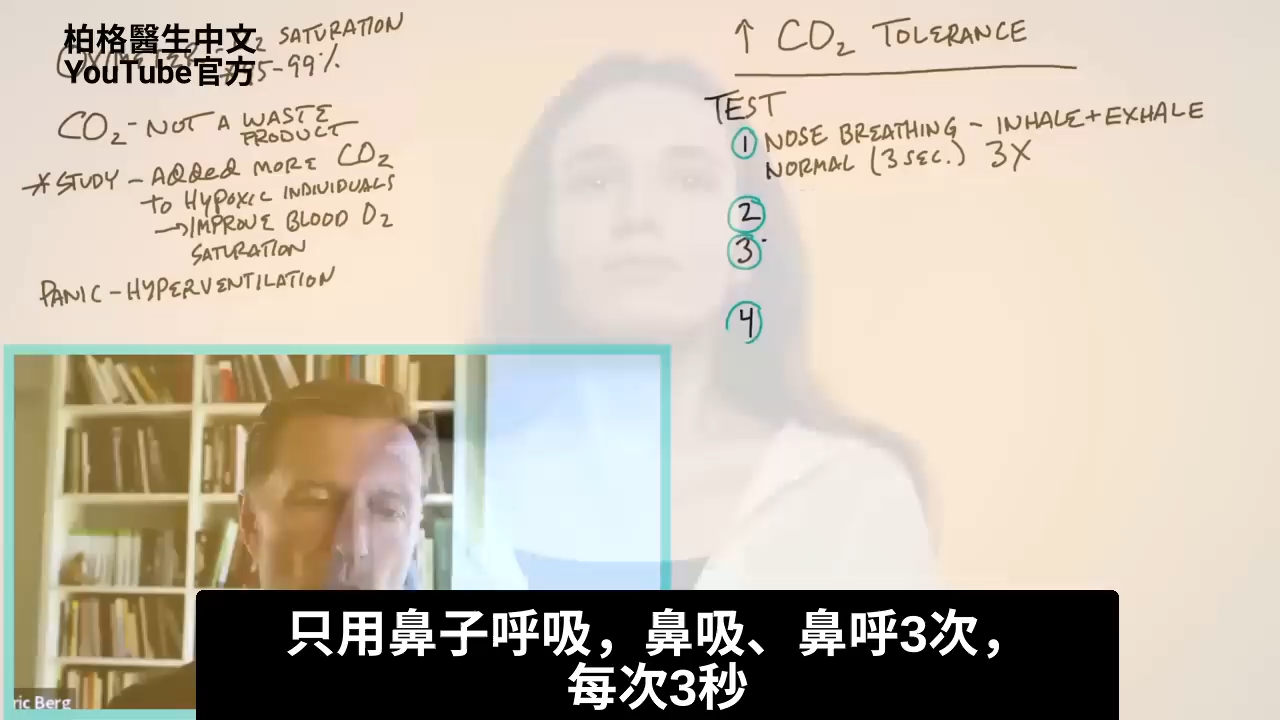 柏格醫生中文
YouTube官方
SATURATION
95-99%
CO2 - NOT A WASTE
PRODUCT
* STUDY - ADDED MORE CO2
TO HYPOXIC INDIVIDUALS
→ IMPROVE BLOOD O2
SATURATION
PANIC - HYPERVENTILATION
↑ CO2 TOLERANCE
TEST
1 NOSE BREATHING - INHALE + EXHALE
NORMAL (3 SEC.) 3X
2
3
4
ric Berg
只用鼻子呼吸，鼻吸、鼻呼3次，
每次3秒